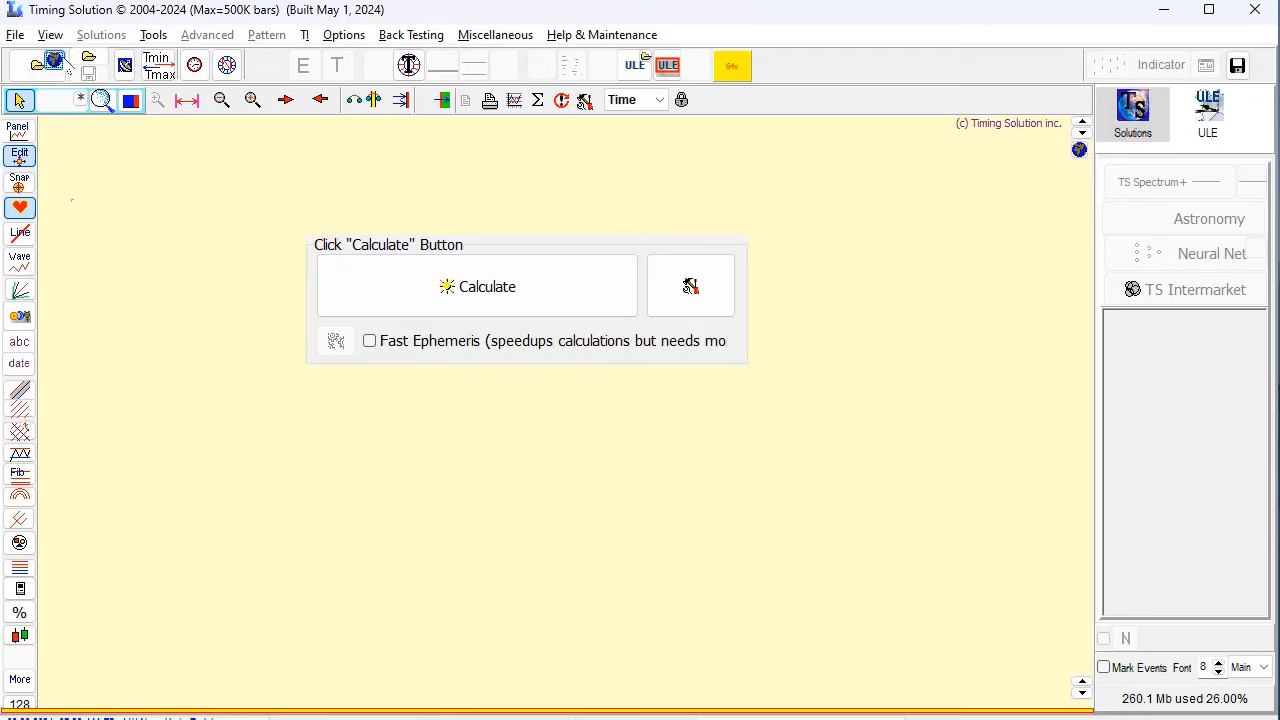 Timing Solution © 2004-2024 (Max=500K bars) (Built May 1, 2024)
File View Solutions Tools Advanced Pattern TI Options Back Testing Miscellaneous Help & Maintenance
Tmin
Tmax
E T
ULE ULE
64x
Indicator
*
Σ
Time
(c) Timing Solution inc.
Panel
Edit
Snap
Line
Wave
abc
date
Fib
%
More
128
Click "Calculate" Button
Calculate
Fast Ephemeris (speedups calculations but needs mo
TS
Solutions
ULE
ULE
TS Spectrum+
Astronomy
Neural Net
TS Intermarket
N
Mark Events Font 8 Main
260.1 Mb used 26.00%